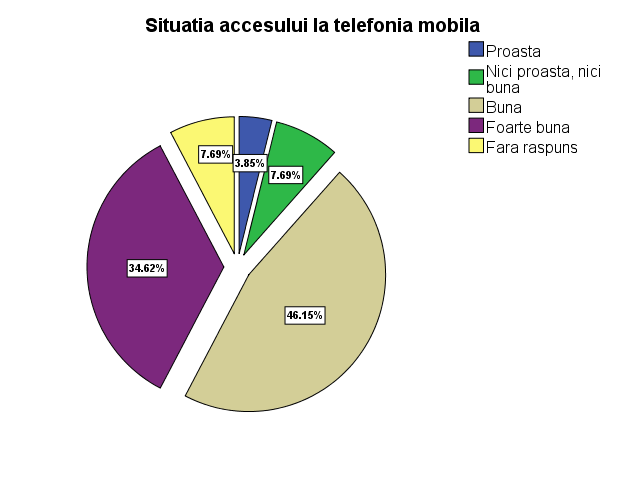 Situatia accesului la telefonia mobila
Proasta
Nici proasta, nici
buna
Buna
Foarte buna
Fara raspuns
7.69%
3.85%
7.69%
34.62%
46.15%